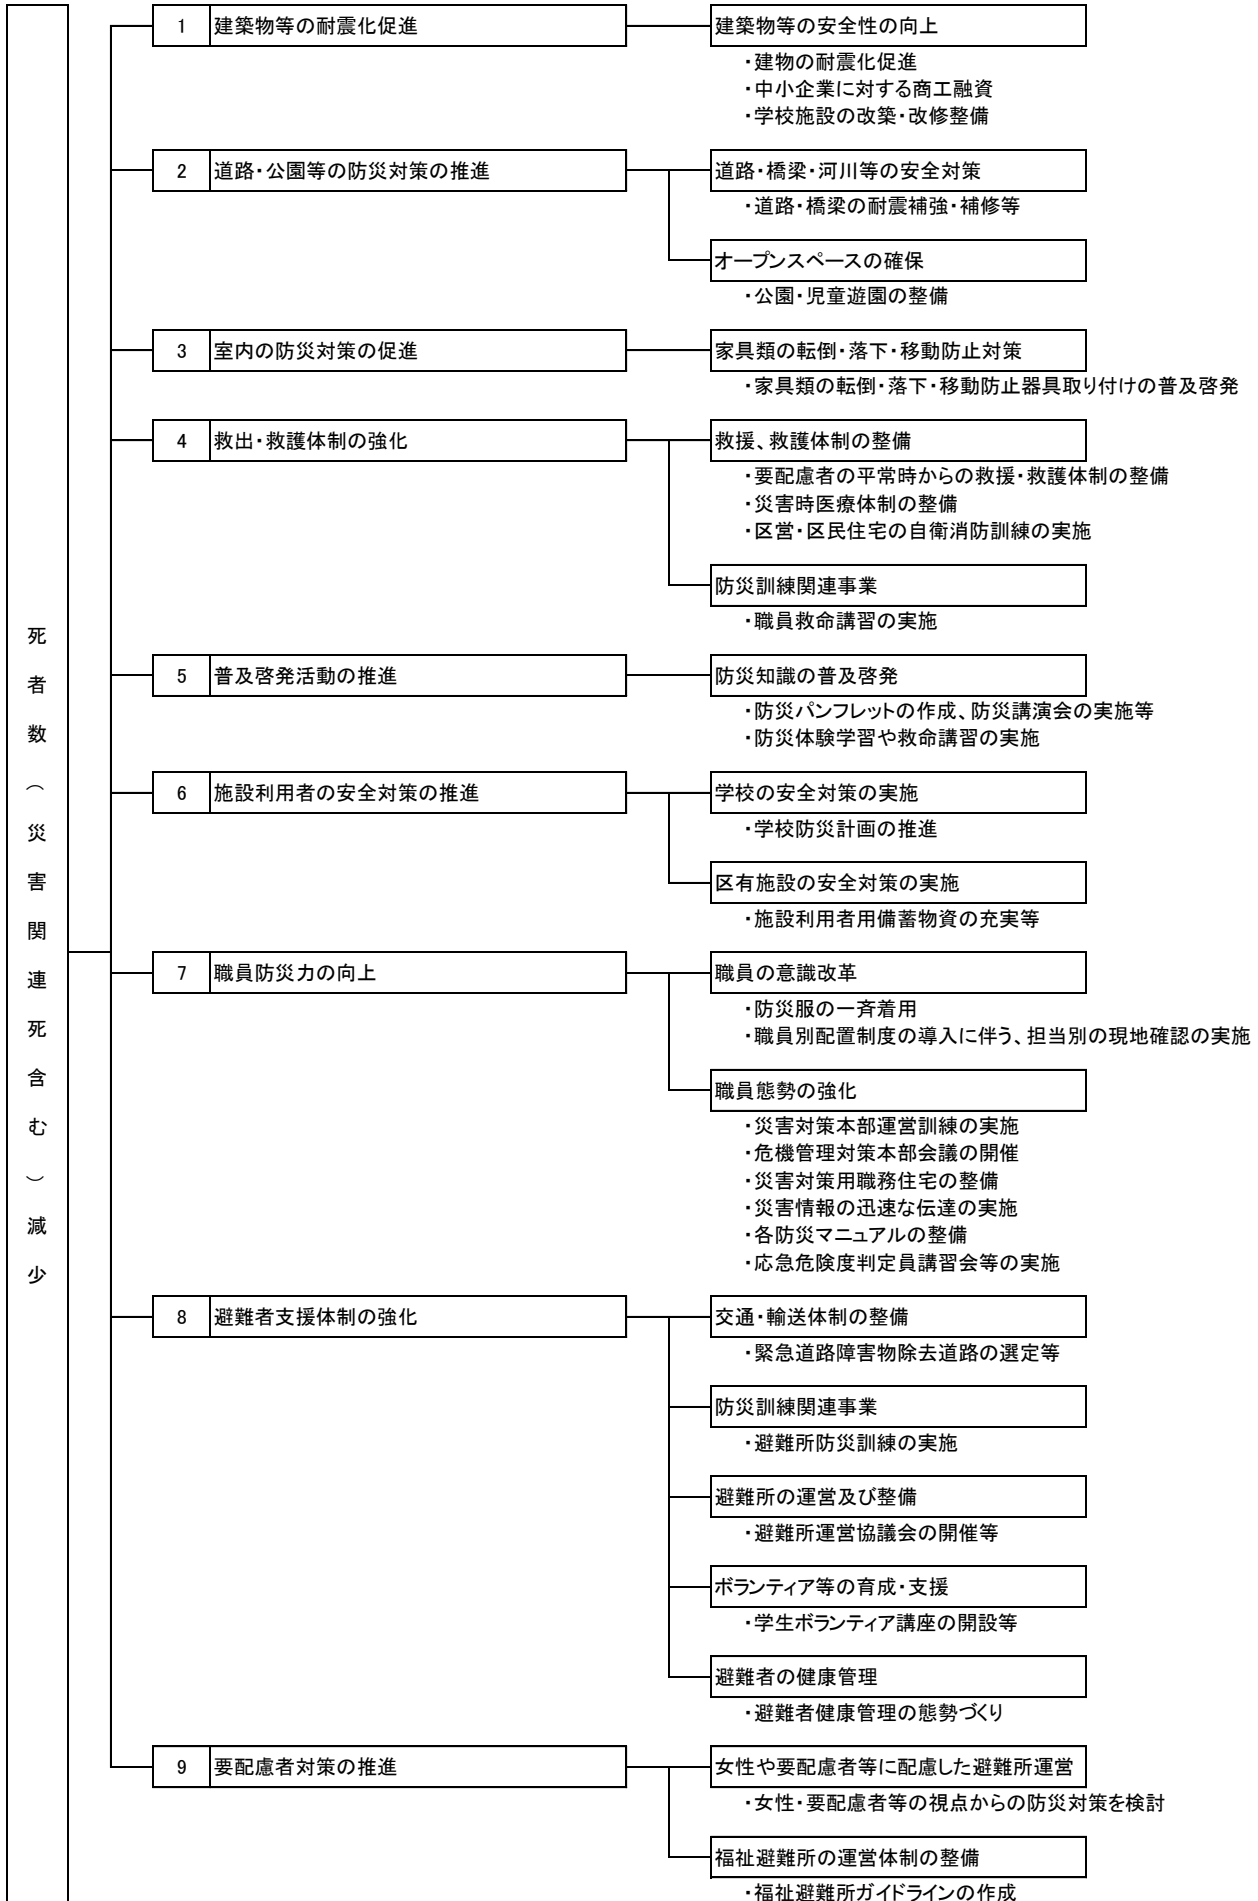 死者数（災害関連死含む）減少
1 建築物等の耐震化促進
建築物等の安全性の向上
・建物の耐震化促進
・中小企業に対する商工融資
・学校施設の改築・改修整備
2 道路・公園等の防災対策の推進
道路・橋梁・河川等の安全対策
・道路・橋梁の耐震補強・補修等
オープンスペースの確保
・公園・児童遊園の整備
3 室内の防災対策の促進
家具類の転倒・落下・移動防止対策
・家具類の転倒・落下・移動防止器具取り付けの普及啓発
4 救出・救護体制の強化
救援、救護体制の整備
・要配慮者の平常時からの救援・救護体制の整備
・災害時医療体制の整備
・区営・区民住宅の自衛消防訓練の実施
防災訓練関連事業
・職員救命講習の実施
5 普及啓発活動の推進
防災知識の普及啓発
・防災パンフレットの作成、防災講演会の実施等
・防災体験学習や救命講習の実施
6 施設利用者の安全対策の推進
学校の安全対策の実施
・学校防災計画の推進
区有施設の安全対策の実施
・施設利用者用備蓄物資の充実等
7 職員防災力の向上
職員の意識改革
・防災服の一斉着用
・職員別配置制度の導入に伴う、担当別の現地確認の実施
職員態勢の強化
・災害対策本部運営訓練の実施
・危機管理対策本部会議の開催
・災害対策用職務住宅の整備
・災害情報の迅速な伝達の実施
・各防災マニュアルの整備
・応急危険度判定員講習会等の実施
8 避難者支援体制の強化
交通・輸送体制の整備
・緊急道路障害物除去道路の選定等
防災訓練関連事業
・避難所防災訓練の実施
避難所の運営及び整備
・避難所運営協議会の開催等
ボランティア等の育成・支援
・学生ボランティア講座の開設等
避難者の健康管理
・避難者健康管理の態勢づくり
9 要配慮者対策の推進
女性や要配慮者等に配慮した避難所運営
・女性・要配慮者等の視点からの防災対策を検討
福祉避難所の運営体制の整備
・福祉避難所ガイドラインの作成